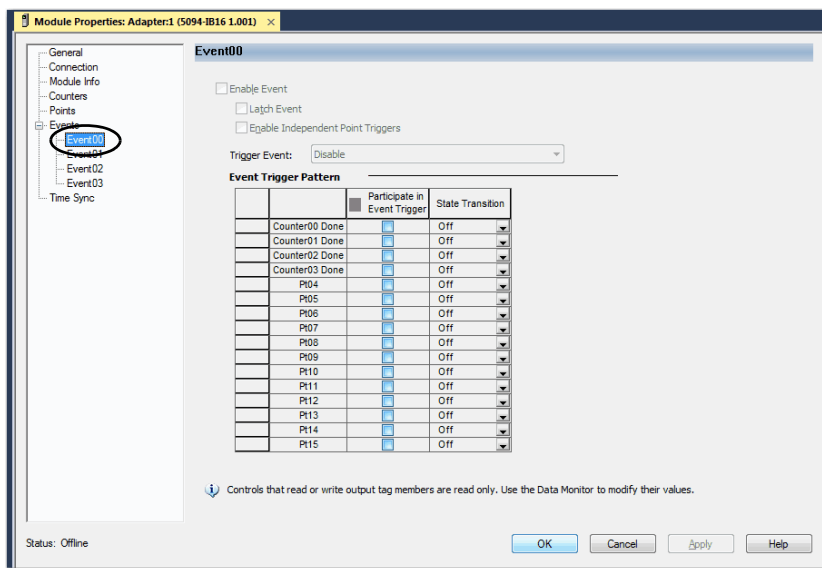 Module Properties: Adapter:1 (5094-IB16 1.001) ×
General
Connection
Module Info
Counters
Points
Events
Event00
Event01
Event02
Event03
Time Sync
Event00
Enable Event
Latch Event
Enable Independent Point Triggers
Trigger Event: Disable
Event Trigger Pattern
Participate in Event Trigger State Transition
Counter00 Done Off
Counter01 Done Off
Counter02 Done Off
Counter03 Done Off
Pt04 Off
Pt05 Off
Pt06 Off
Pt07 Off
Pt08 Off
Pt09 Off
Pt10 Off
Pt11 Off
Pt12 Off
Pt13 Off
Pt14 Off
Pt15 Off
Controls that read or write output tag members are read only. Use the Data Monitor to modify their values.
Status: Offline
OK Cancel Apply Help